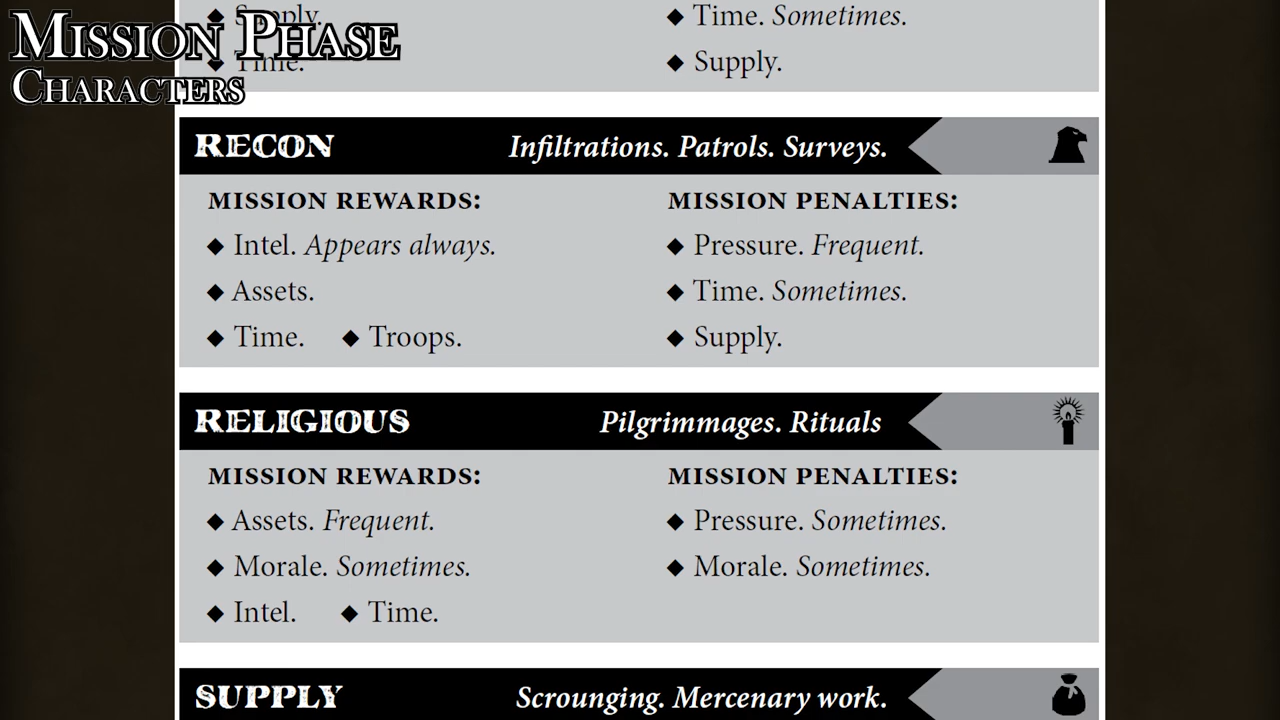 Mission Phase
Characters
Supply.
Time.
Time. Sometimes.
Supply.
RECON
Infiltrations. Patrols. Surveys.
MISSION REWARDS:
◆ Intel. Appears always.
◆ Assets.
◆ Time. ◆ Troops.
MISSION PENALTIES:
◆ Pressure. Frequent.
◆ Time. Sometimes.
◆ Supply.
RELIGIOUS
Pilgrimmages. Rituals
MISSION REWARDS:
◆ Assets. Frequent.
◆ Morale. Sometimes.
◆ Intel. ◆ Time.
MISSION PENALTIES:
◆ Pressure. Sometimes.
◆ Morale. Sometimes.
SUPPLY
Scrounging. Mercenary work.